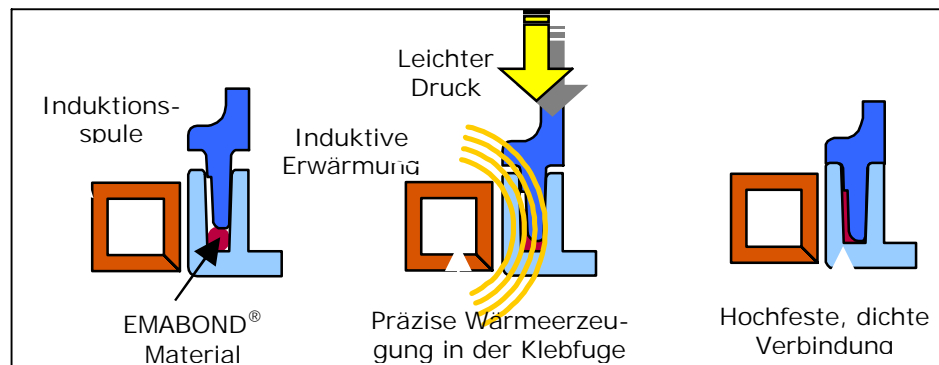 Induktions-
spule
EMABOND®
Material
Leichter
Druck
Induktive
Erwärmung
Präzise Wärmeerzeu-
gung in der Klebfuge
Hochfeste, dichte
Verbindung